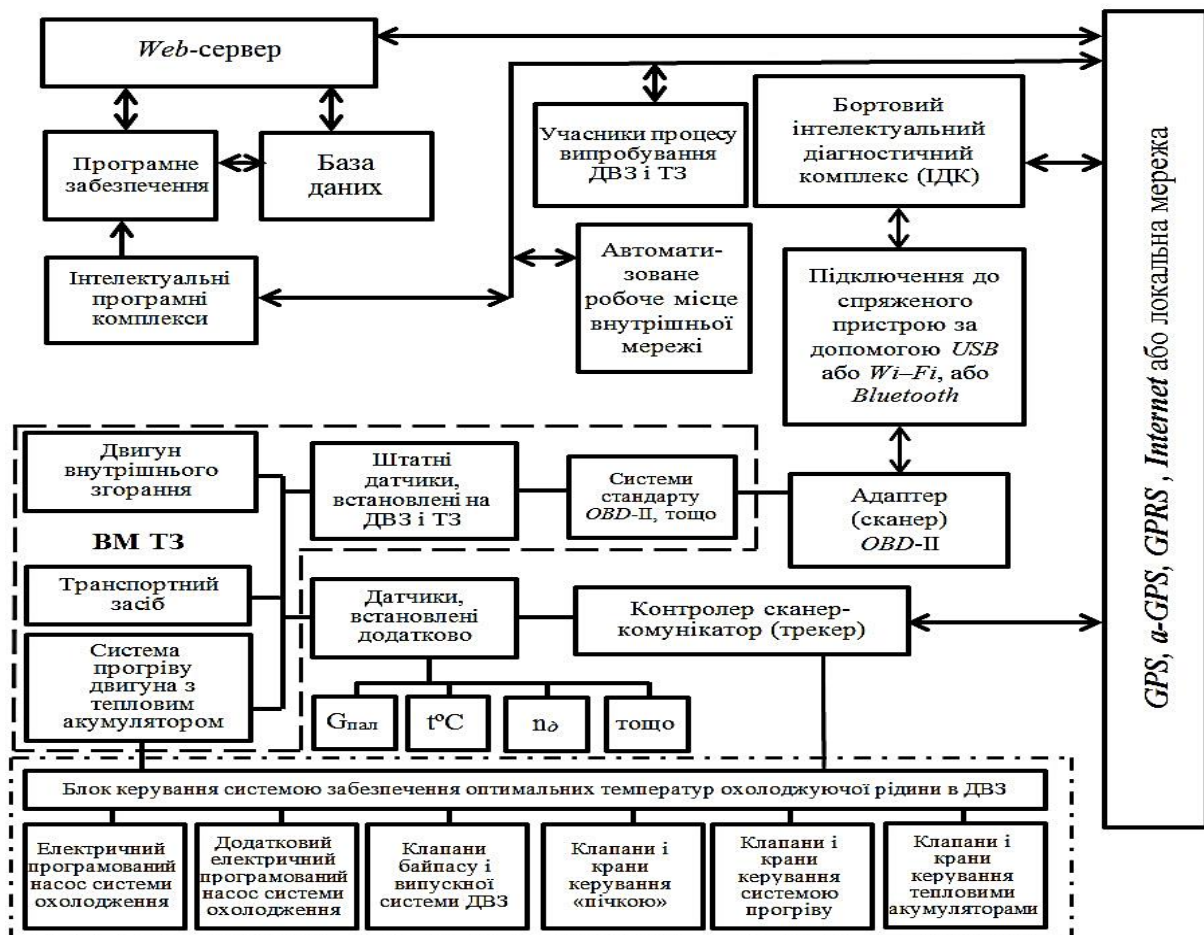 Web-сервер
Програмне
забезпечення
База
даних
Інтелектуальні
програмні
комплекси
Учасники процесу
випробування
ДВЗ і ТЗ
Бортовий
інтелектуальний
діагностичний
комплекс (ІДК)
Автомати-
зоване
робоче місце
внутрішньої
мережі
Підключення до
спряженого
пристрою за
допомогою USB
або Wi–Fi, або
Bluetooth
GPS, a-GPS, GPRS , Internet або локальна мережа
Двигун
внутрішнього
згорання
Штатні
датчики,
встановлені на
ДВЗ і ТЗ
Системи
стандарту
OBD-II, тощо
Адаптер
(сканер)
OBD-II
ВМ ТЗ
Транспортний
засіб
Датчики,
встановлені
додатково
Контролер сканер-
комунікатор (трекер)
Система
прогріву
двигуна з
тепловим
акумулятором
Gпал
t°C
n∂
тощо
Блок керування системою забезпечення оптимальних температур охолоджуючої рідини в ДВЗ
Електричний
програмований
насос системи
охолодження
Додатковий
електричний
програмований
насос системи
охолодження
Клапани
байпасу і
випускної
системи ДВЗ
Клапани і
крани
керування
«пічкою»
Клапани і
крани
керування
системою
прогріву
Клапани і
крани
керування
тепловими
акумуляторами